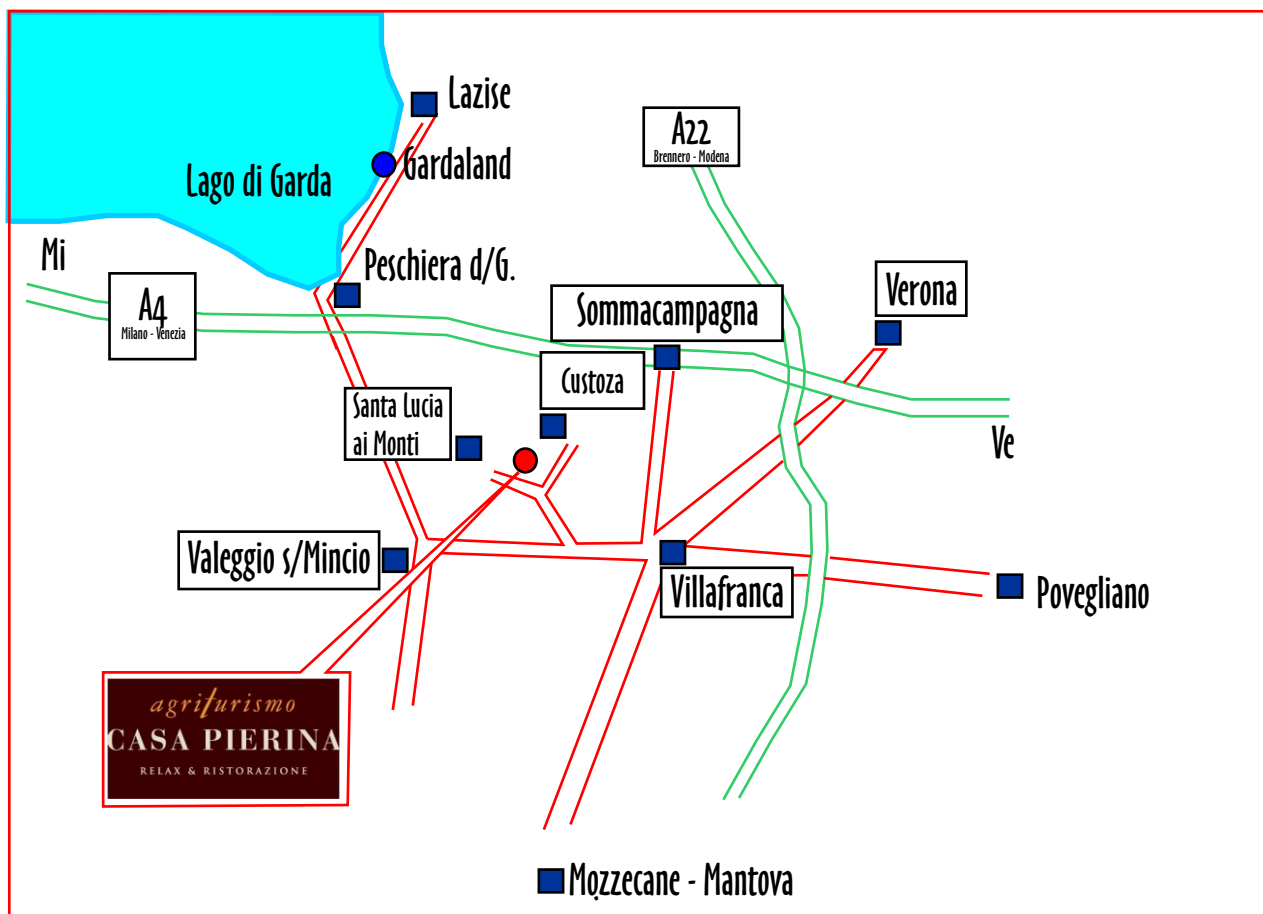 Lazise
A22
Brennero - Modena
Gardaland
Lago di Garda
Mi
Peschiera d/G.
Verona
A4
Milano - Venezia
Sommacampagna
Custoza
Santa Lucia
ai Monti
Ve
Valeggio s/Mincio
Villafranca
Povegliano
agriturismo
CASA PIERINA
RELAX & RISTORAZIONE
Mozzecane - Mantova